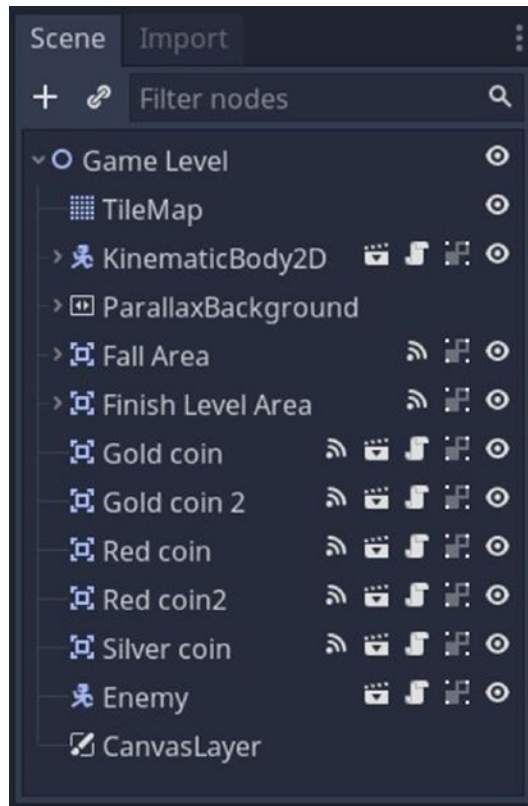 Scene Import
Filter nodes
Game Level
TileMap
KinematicBody2D
ParallaxBackground
Fall Area
Finish Level Area
Gold coin
Gold coin 2
Red coin
Red coin2
Silver coin
Enemy
CanvasLayer